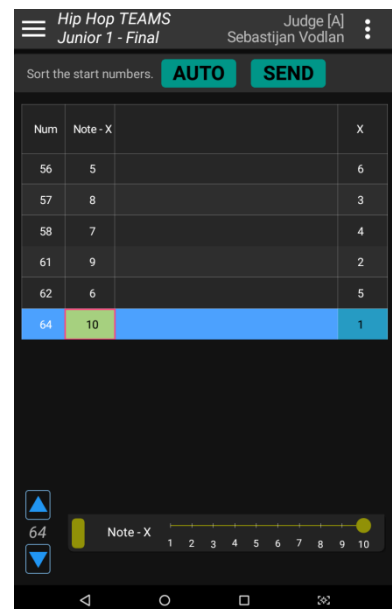 Hip Hop TEAMS Judge [A]
Junior 1 - Final Sebastijan Vodlan
Sort the start numbers. AUTO SEND
Num Note - X X
56 5 6
57 8 3
58 7 4
61 9 2
62 6 5
64 10 1
64 Note - X
1 2 3 4 5 6 7 8 9 10